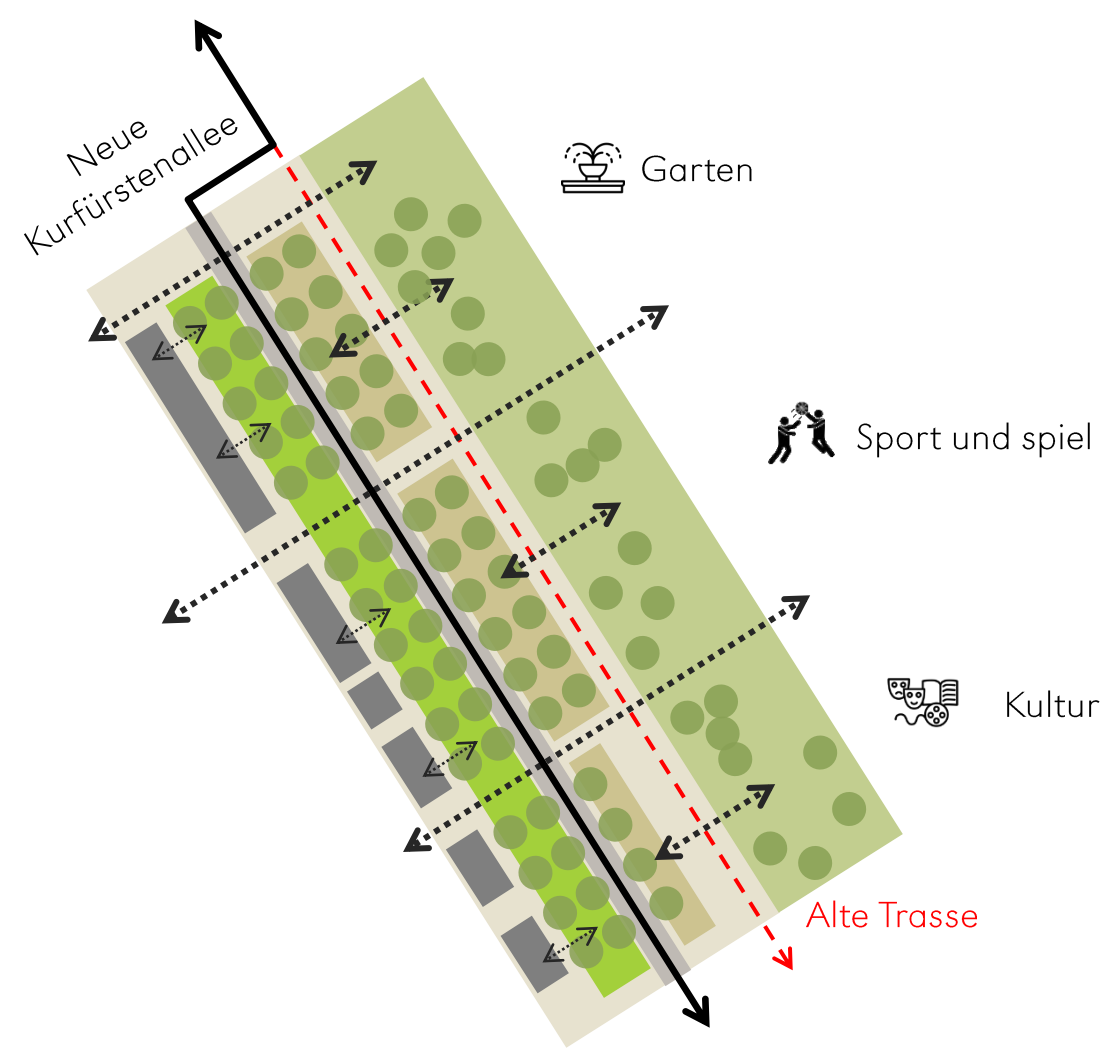 Neue
Kurfürstenallee
Garten
Sport und spiel
Kultur
Alte Trasse